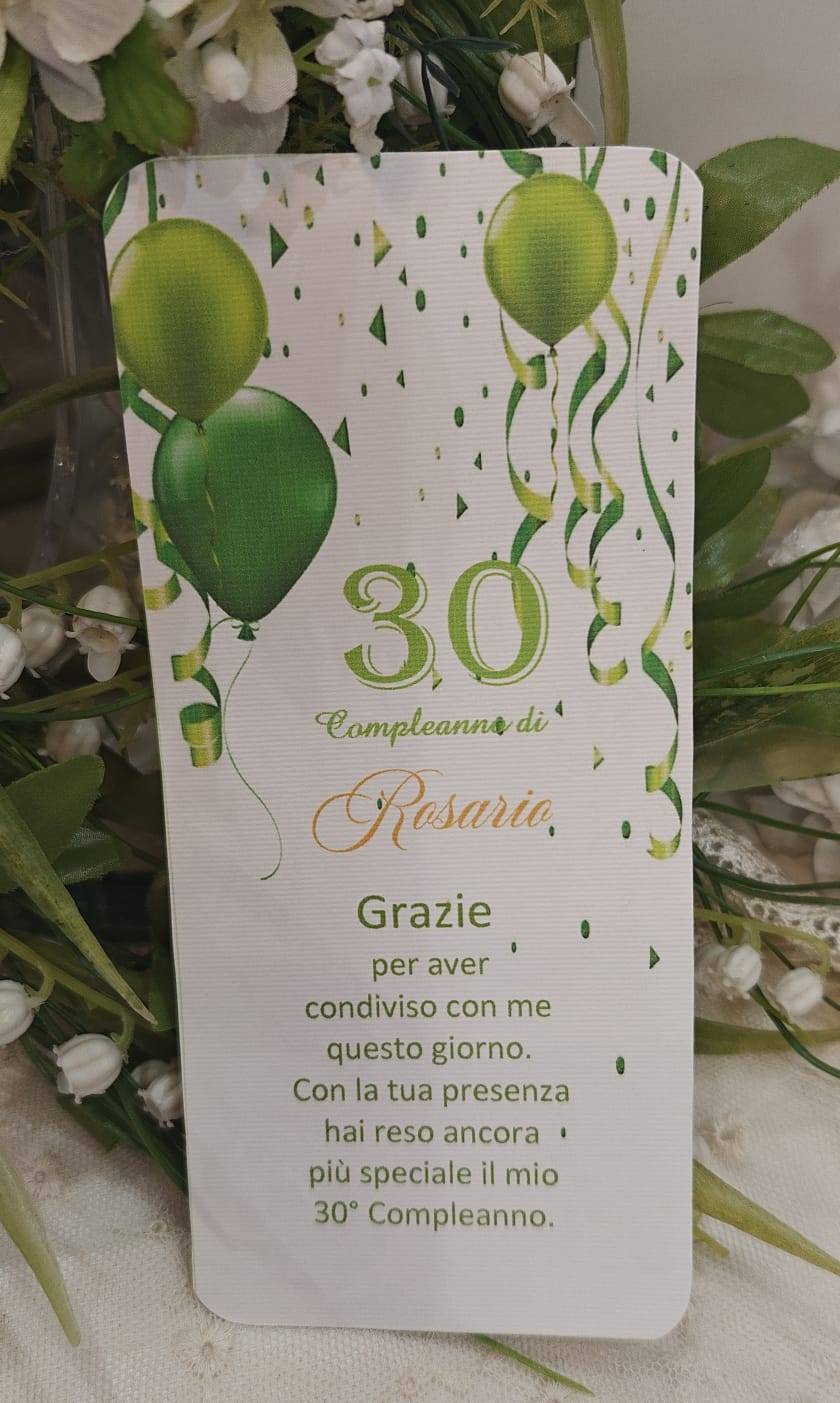 30
Compleanno di
Rosario
Grazie
per aver
condiviso con me
questo giorno.
Con la tua presenza
hai reso ancora
più speciale il mio
30° Compleanno.